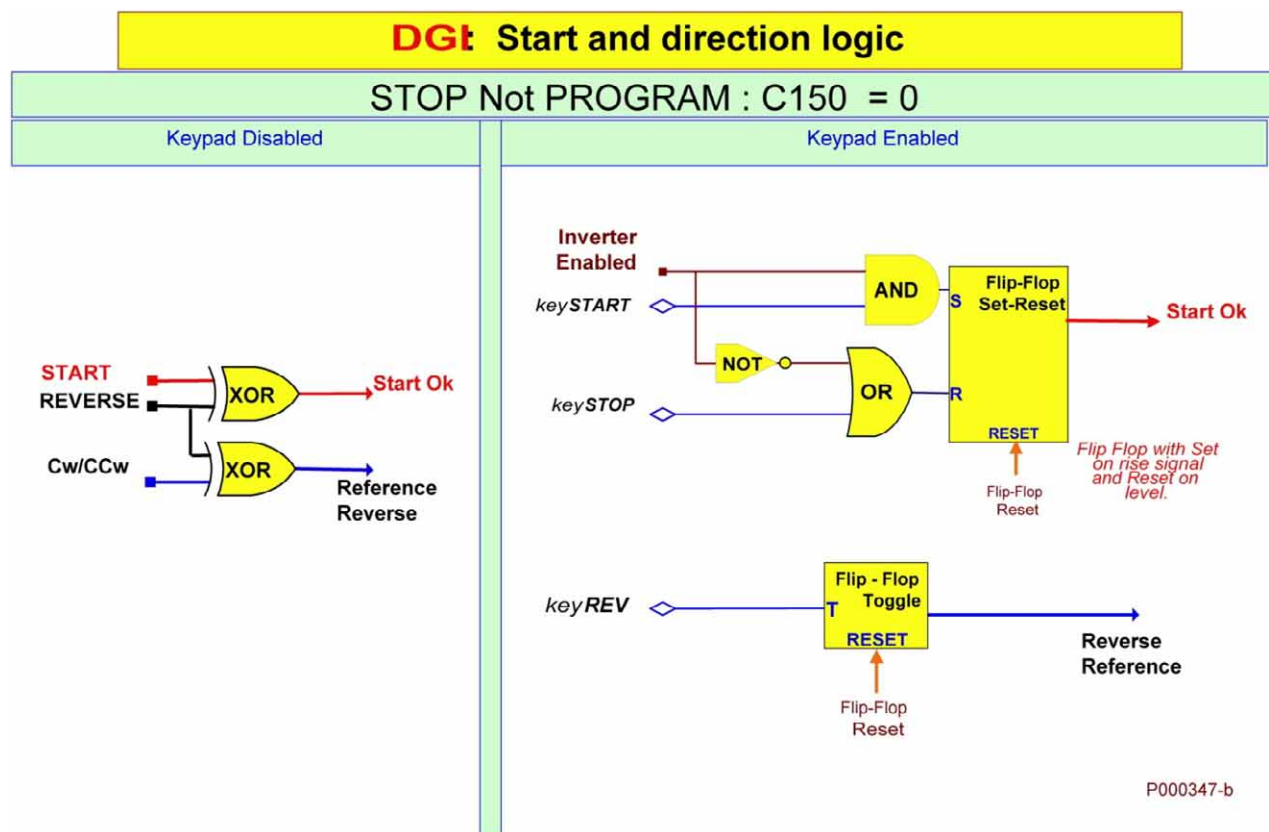 DGI: Start and direction logic
STOP Not PROGRAM : C150 = 0
Keypad Disabled
Keypad Enabled
START
REVERSE
XOR
Start Ok
Cw/CCw
XOR
Reference
Reverse
Inverter
Enabled
keySTART
AND
NOT
keySTOP
OR
S
Flip-Flop
Set-Reset
R
RESET
Start Ok
Flip-Flop
Reset
Flip Flop with Set
on rise signal
and Reset on
level.
keyREV
T
Flip - Flop
Toggle
RESET
Reverse
Reference
Flip-Flop
Reset
P000347-b